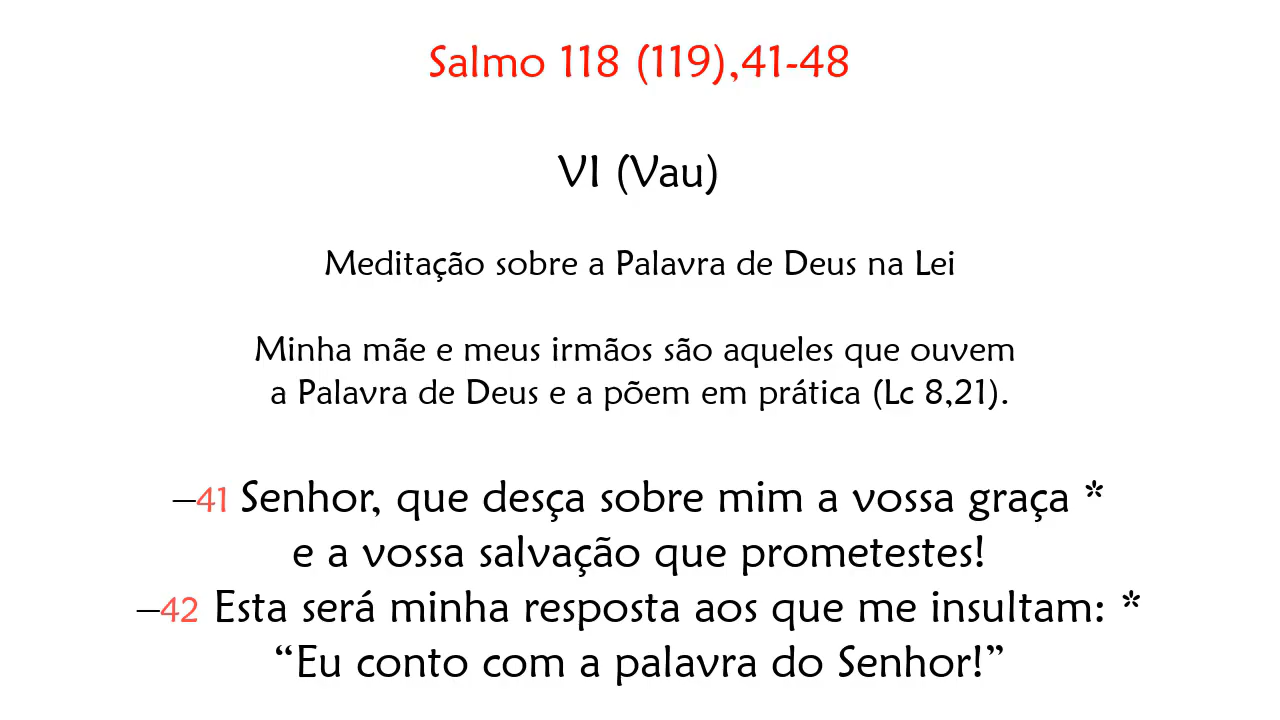 Salmo 118 (119),41-48
VI (Vau)
Meditação sobre a Palavra de Deus na Lei
Minha mãe e meus irmãos são aqueles que ouvem
a Palavra de Deus e a põem em prática (Lc 8,21).
–41 Senhor, que desça sobre mim a vossa graça *
e a vossa salvação que prometestes!
–42 Esta será minha resposta aos que me insultam: *
“Eu conto com a palavra do Senhor!”